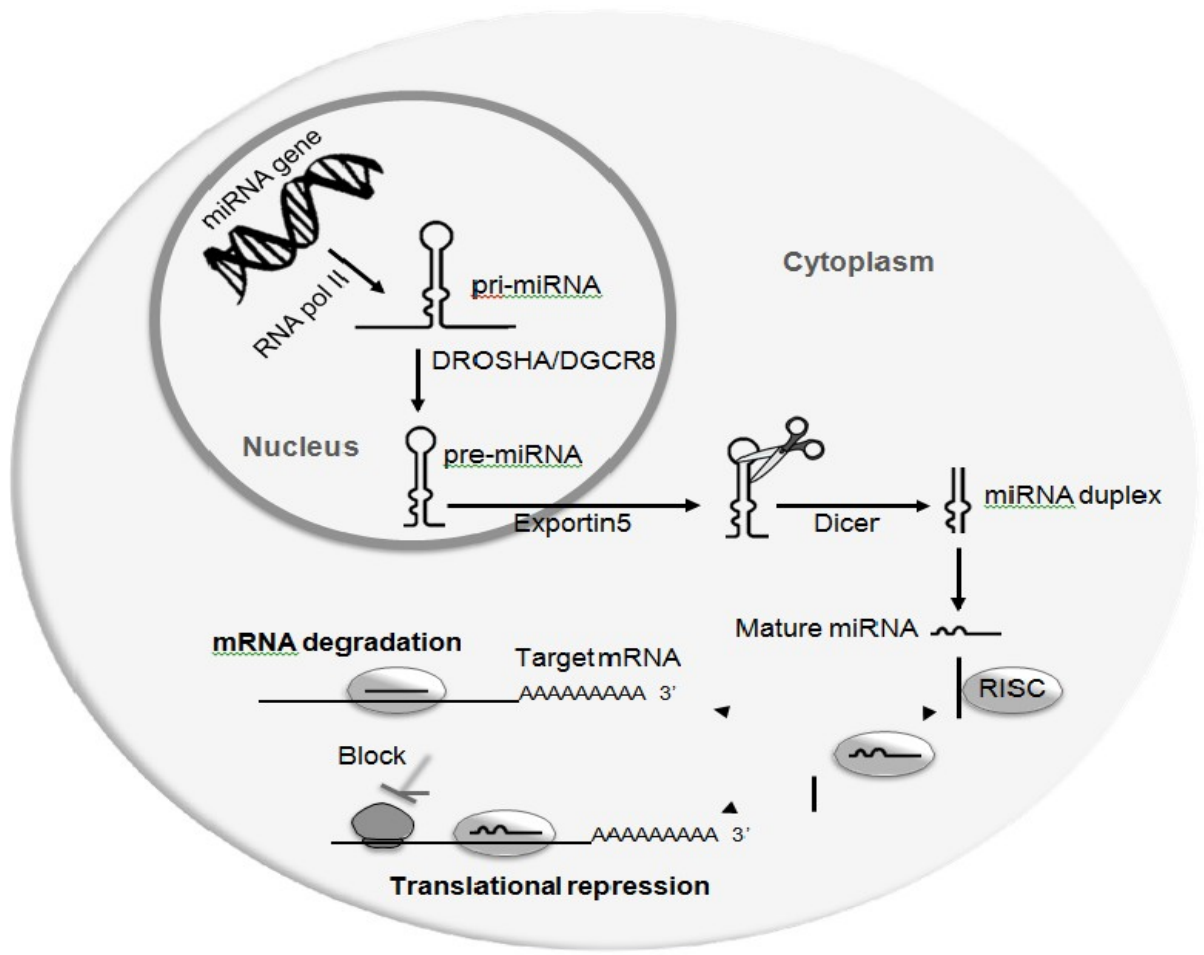 miRNA gene
RNA pol II
pri-miRNA
Cytoplasm
DROSHA/DGCR8
Nucleus
pre-miRNA
Exportin5
Dicer
miRNA duplex
Mature miRNA
mRNA degradation
Target mRNA
AAAAAAAAA 3’
RISC
Block
AAAAAAAAA 3’
Translational repression